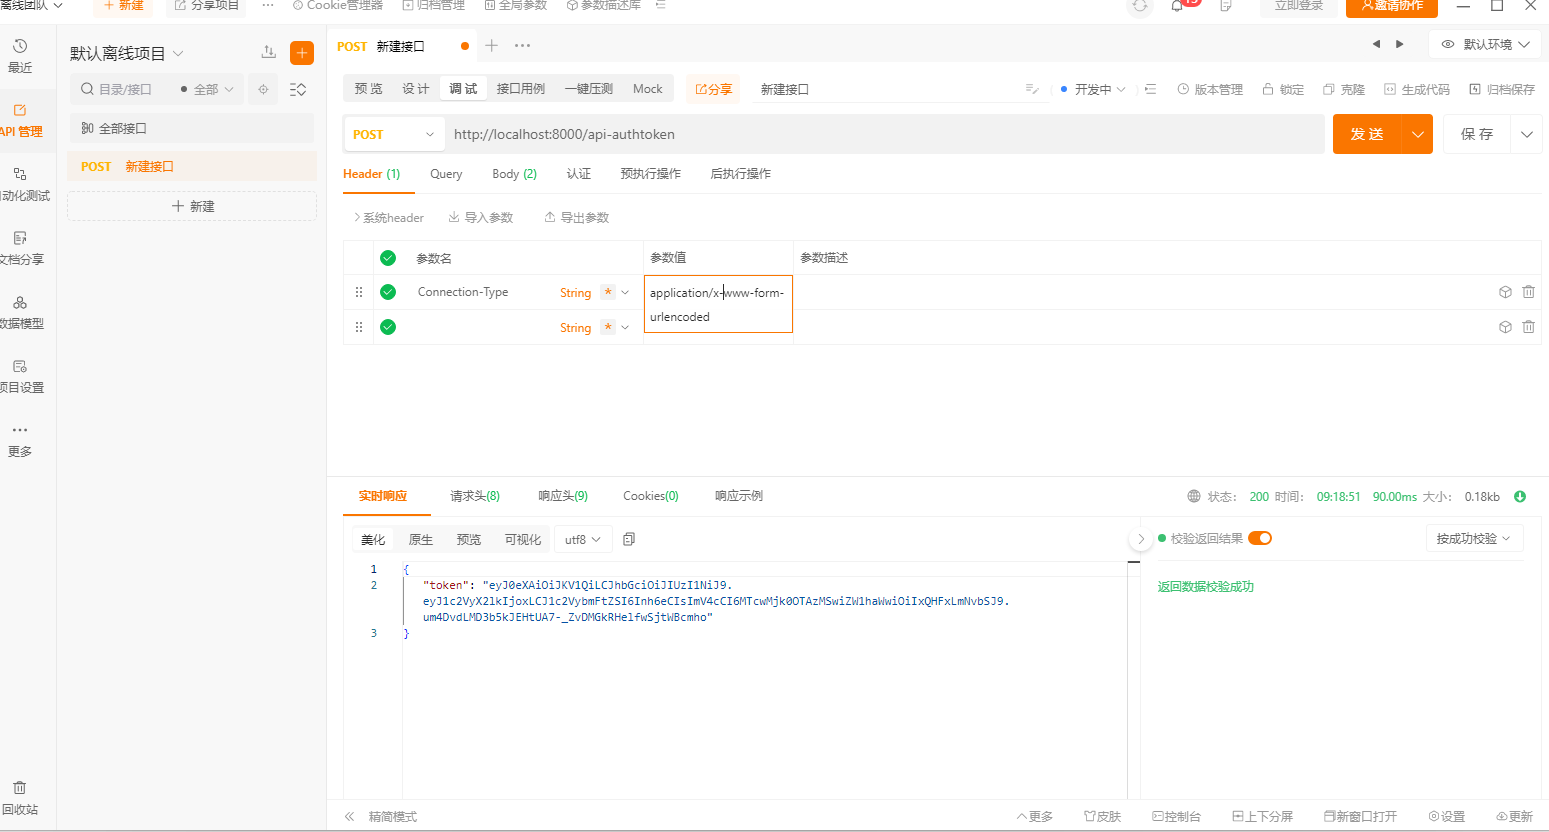 离线团队
新建
分享项目
Cookie管理器
归档管理
全局参数
参数描述库
立即登录
邀请协作
最近
API 管理
自动化测试
文档分享
数据模型
项目设置
更多
回收站
默认离线项目
目录/接口
全部
全部接口
POST 新建接口
新建
POST 新建接口
默认环境
预览 设计 调试 接口用例 一键压测 Mock
分享
新建接口
开发中
版本管理 锁定 克隆 生成代码 归档保存
POST http://localhost:8000/api-authtoken
发送
保存
Header (1) Query Body (2) 认证 预执行操作 后执行操作
系统header 导入参数 导出参数
参数名 参数值 参数描述
Connection-Type String * application/x-www-form-
urlencoded
String *
实时响应 请求头(8) 响应头(9) Cookies(0) 响应示例
状态: 200 时间: 09:18:51 90.00ms 大小: 0.18kb
美化 原生 预览 可视化 utf8
校验返回结果
按成功校验
返回数据校验成功
1 {
2 "token": "eyJ0eXAiOiJKV1QiLCJhbGciOiJIUzI1NiJ9.
eyJ1c2VyX2lkIjoxLCJ1c2VybmFtZSI6Inh6eCIsImV4cCI6MTcwMjk0OTAzMSwiZW1haWwiOiIxQHFxLmNvbSJ9.
um4DvdLMD3b5kJEHtUA7-_ZvDMGkRHelfwSjtWBcmho"
3 }
精简模式
更多 皮肤 控制台 上下分屏 新窗口打开 设置 更新